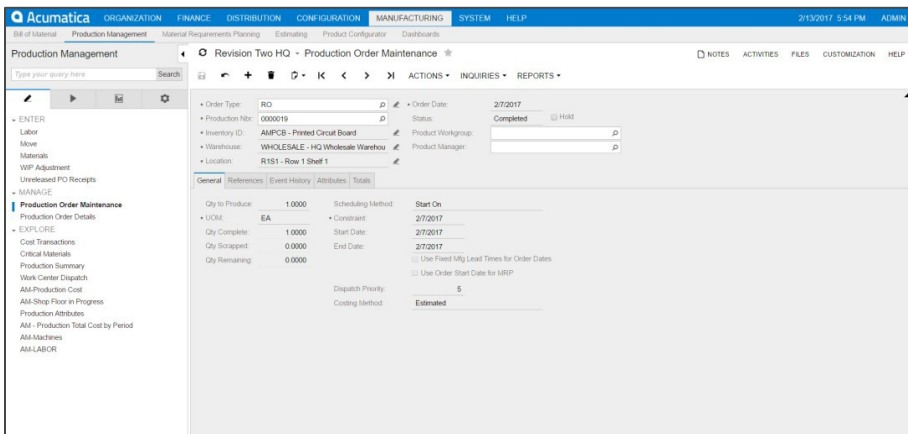 Acumatica ORGANIZATION FINANCE DISTRIBUTION CONFIGURATION MANUFACTURING SYSTEM HELP 2/13/2017 5:54 PM ADMIN
Bill of Material Production Management Material Requirements Planning Estimating Product Configurator Dashboards
Production Management
Type your query here Search
ENTER
Labor
Move
Materials
WIP Adjustment
Unreleased PO Receipts
MANAGE
Production Order Maintenance
Production Order Details
EXPLORE
Cost Transactions
Critical Materials
Production Summary
Work Center Dispatch
AM-Production Cost
AM-Shop Floor in Progress
Production Attributes
AM - Production Total Cost by Period
AM-Machines
AM-LABOR
Revision Two HQ - Production Order Maintenance
NOTES ACTIVITIES FILES CUSTOMIZATION HELP
ACTIONS INQUIRIES REPORTS
Order Type: RO Order Date: 2/7/2017
Production Nbr: 0000019 Status: Completed Hold
Inventory ID: AMPCB - Printed Circuit Board Product Workgroup:
Warehouse: WHOLESALE - HQ Wholesale Warehou Product Manager:
Location: R1S1 - Row 1 Shelf 1
General References Event History Attributes Totals
Qty to Produce: 1.0000 Scheduling Method: Start On
UOM: EA Constraint: 2/7/2017
Qty Complete: 1.0000 Start Date: 2/7/2017
Qty Scrapped: 0.0000 End Date: 2/7/2017
Qty Remaining: 0.0000 Use Fixed Mfg Lead Times for Order Dates
Use Order Start Date for MRP
Dispatch Priority: 5
Costing Method: Estimated